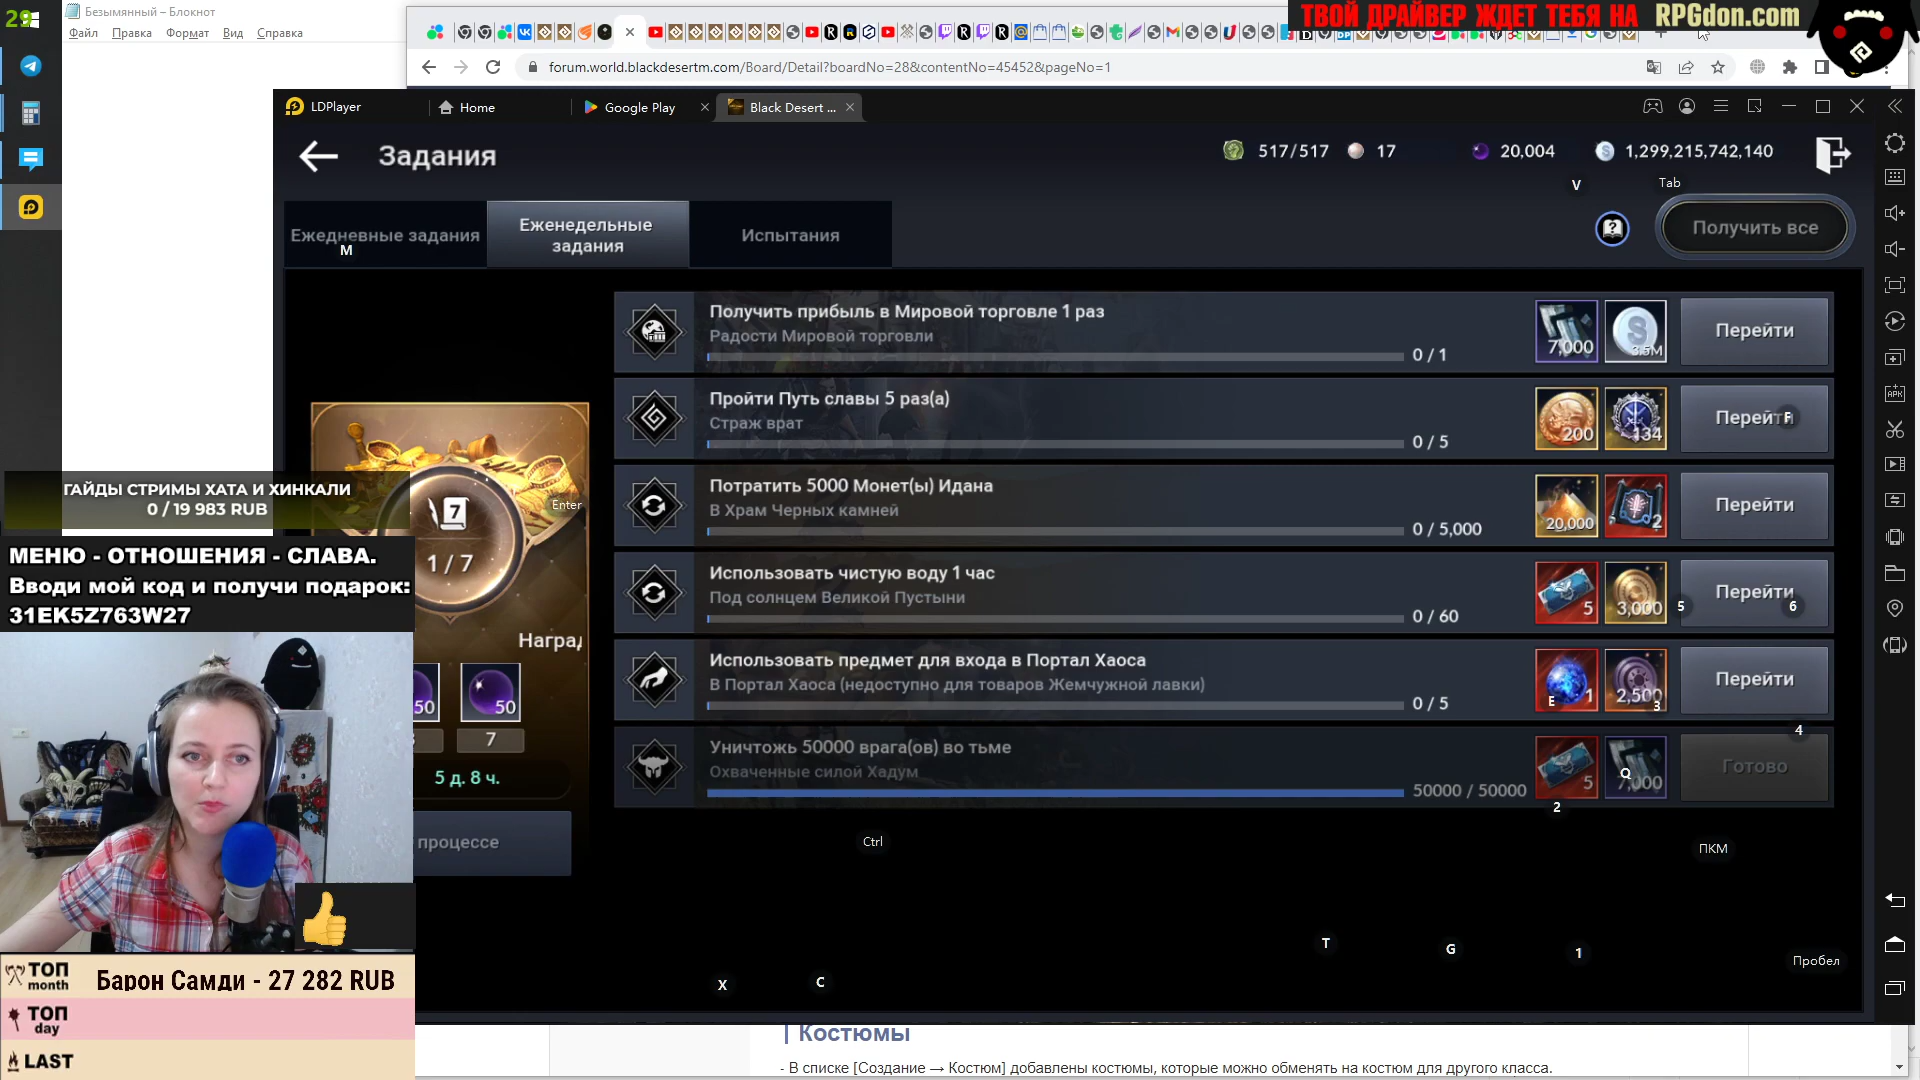 29
Безымянный – Блокнот
Файл Правка Формат Вид Справка
ТВОЙ ДРАЙВЕР ЖДЕТ ТЕБЯ НА RPGdon.com
forum.world.blackdesertm.com/Board/Detail?boardNo=28&contentNo=45452&pageNo=1
LDPlayer
Home
Google Play
Black Desert ...
Задания
517/517
17
20,004
1,299,215,742,140
V
Tab
Ежедневные задания
M
Еженедельные
задания
Испытания
Получить все
Получить прибыль в Мировой торговле 1 раз
Радости Мировой торговли
0 / 1
7,000
3.5M
Перейти
Пройти Путь славы 5 раз(а)
Страж врат
0 / 5
200
134
Перейти
F
Потратить 5000 Монет(ы) Идана
В Храм Черных камней
0 / 5,000
20,000
2
Перейти
Использовать чистую воду 1 час
Под солнцем Великой Пустыни
0 / 60
5
3,000
5
Перейти
6
Использовать предмет для входа в Портал Хаоса
В Портал Хаоса (недоступно для товаров Жемчужной лавки)
0 / 5
E
1
2,500
3
Перейти
4
Уничтожь 50000 врага(ов) во тьме
Охваченные силой Хадум
50000 / 50000
5
Q
7,000
2
Готово
7
1 / 7
Enter
Наград
50
50
7
5 д. 8 ч.
процессе
Ctrl
ПКМ
T
G
1
Пробел
X
C
APK
ГАЙДЫ СТРИМЫ ХАТА И ХИНКАЛИ
0 / 19 983 RUB
МЕНЮ - ОТНОШЕНИЯ - СЛАВА.
Вводи мой код и получи подарок:
31EK5Z763W27
ТОП
month
Барон Самди - 27 282 RUB
ТОП
day
LAST
Костюмы
- В списке [Создание → Костюм] добавлены костюмы, которые можно обменять на костюм для другого класса.